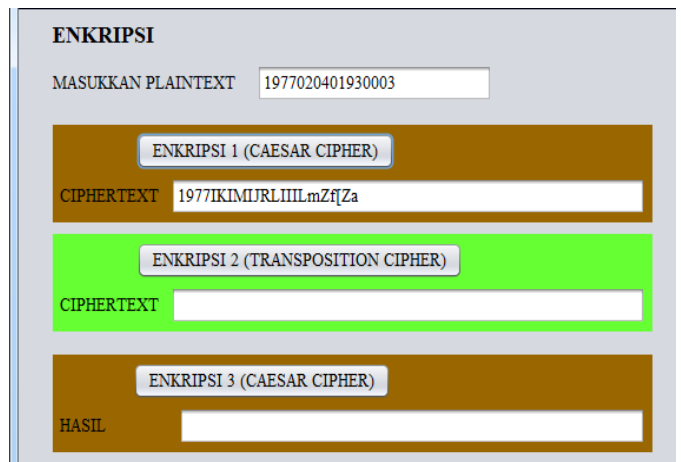 ENKRIPSI
MASUKKAN PLAINTEXT 1977020401930003
ENKRIPSI 1 (CAESAR CIPHER)
CIPHERTEXT 1977IKIMIJRLIIILmZf[Za
ENKRIPSI 2 (TRANSPOSITION CIPHER)
CIPHERTEXT
ENKRIPSI 3 (CAESAR CIPHER)
HASIL